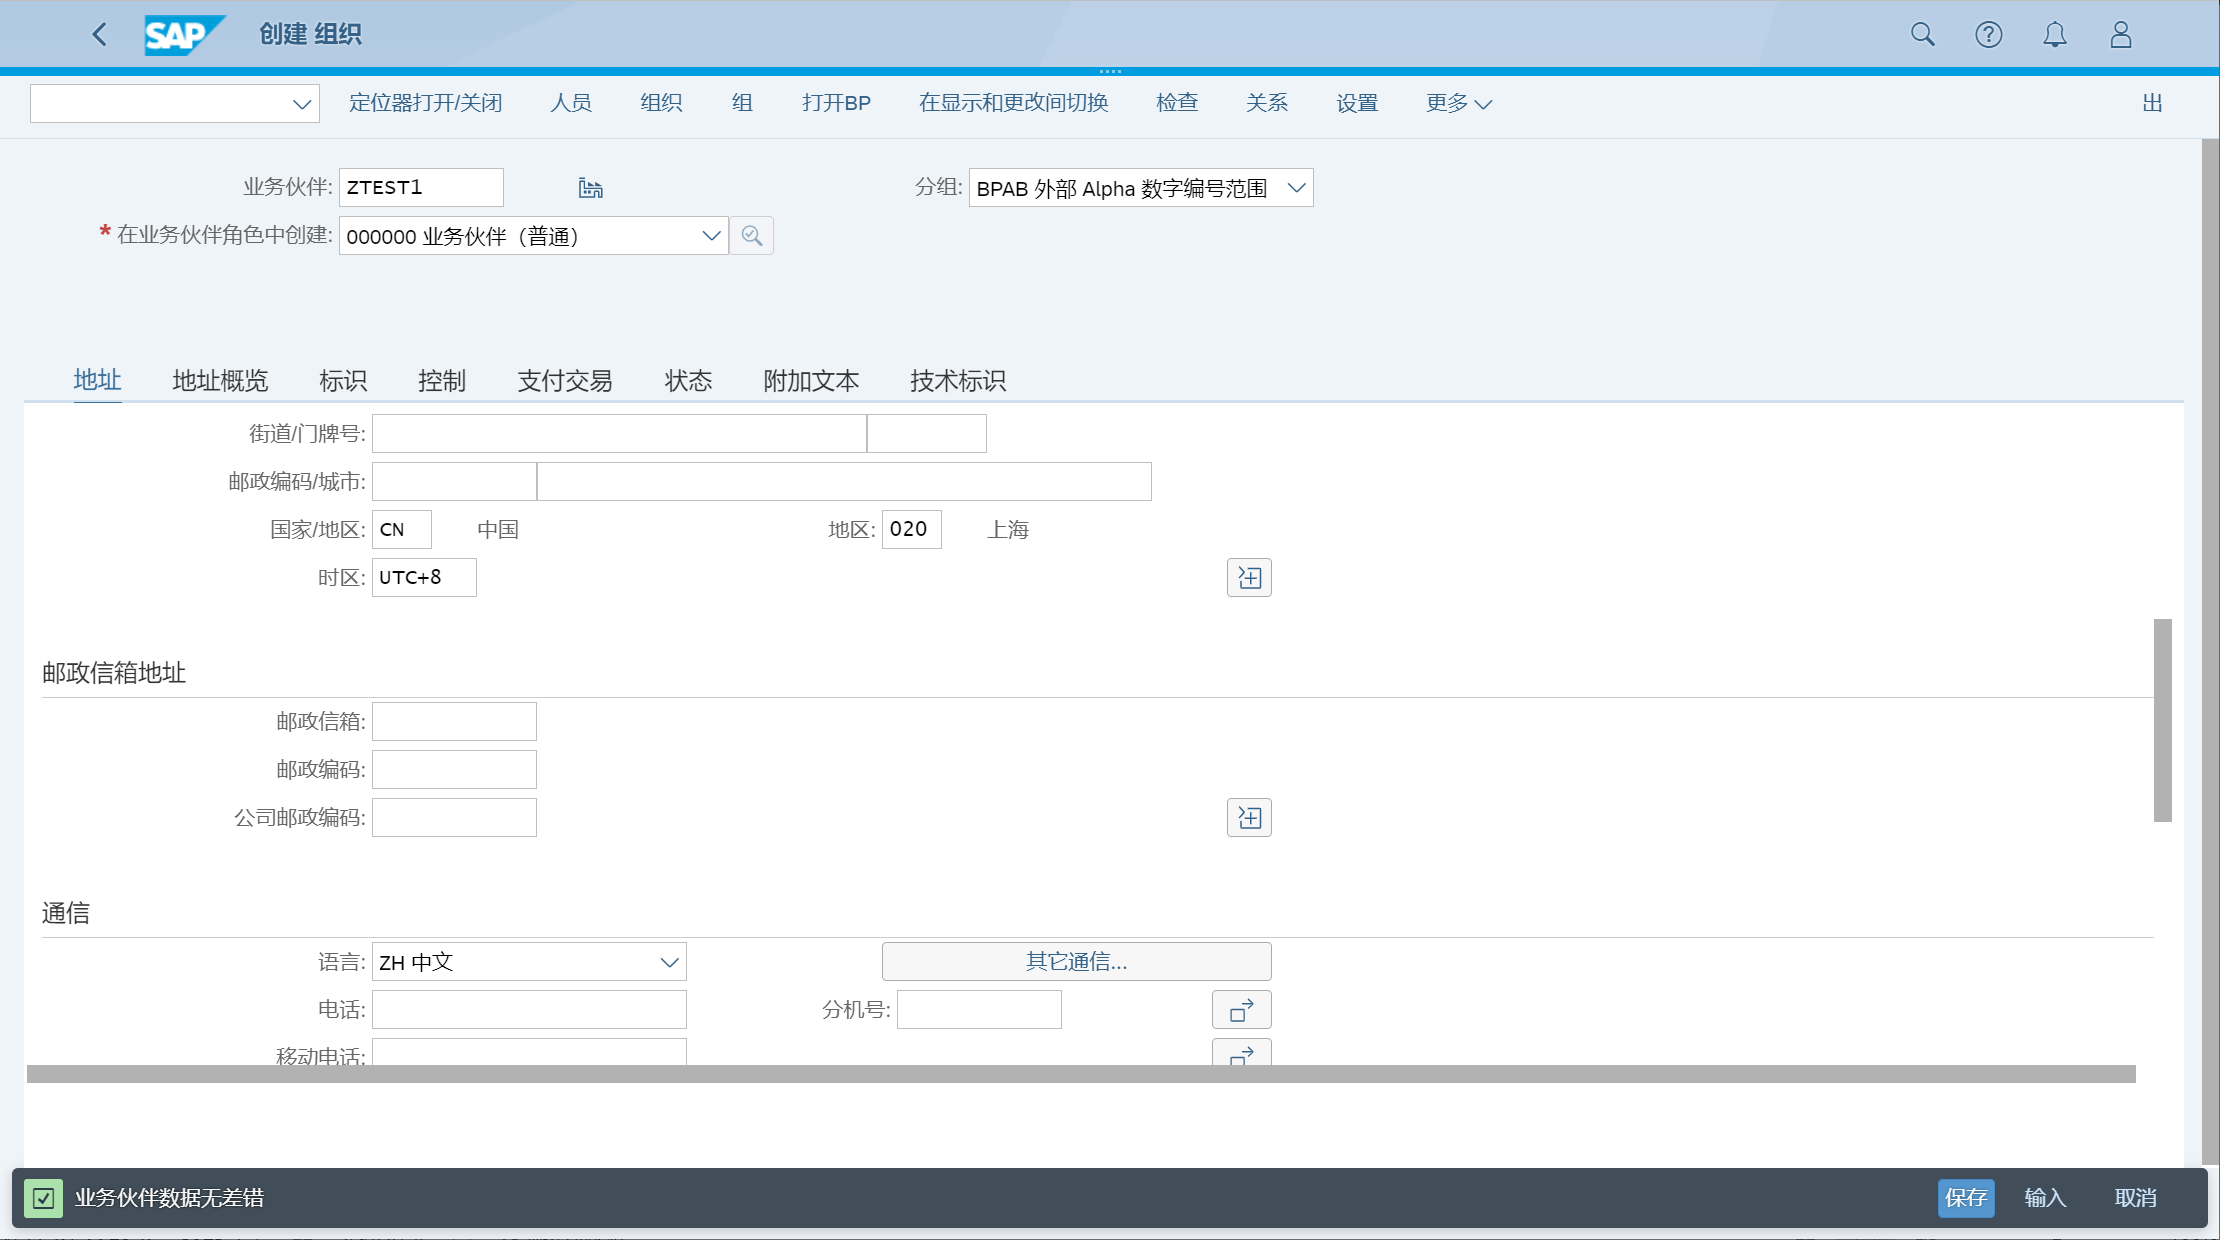 SAP 创建 组织
定位器打开/关闭 人员 组织 组 打开BP 在显示和更改间切换 检查 关系 设置 更多 出
业务伙伴: ZTEST1 分组: BPAB 外部 Alpha 数字编号范围
* 在业务伙伴角色中创建: 000000 业务伙伴（普通）
地址 地址概览 标识 控制 支付交易 状态 附加文本 技术标识
街道/门牌号:
邮政编码/城市:
国家/地区: CN 中国 地区: 020 上海
时区: UTC+8
邮政信箱地址
邮政信箱:
邮政编码:
公司邮政编码:
通信
语言: ZH 中文 其它通信...
电话: 分机号:
移动电话:
业务伙伴数据无差错 保存 输入 取消